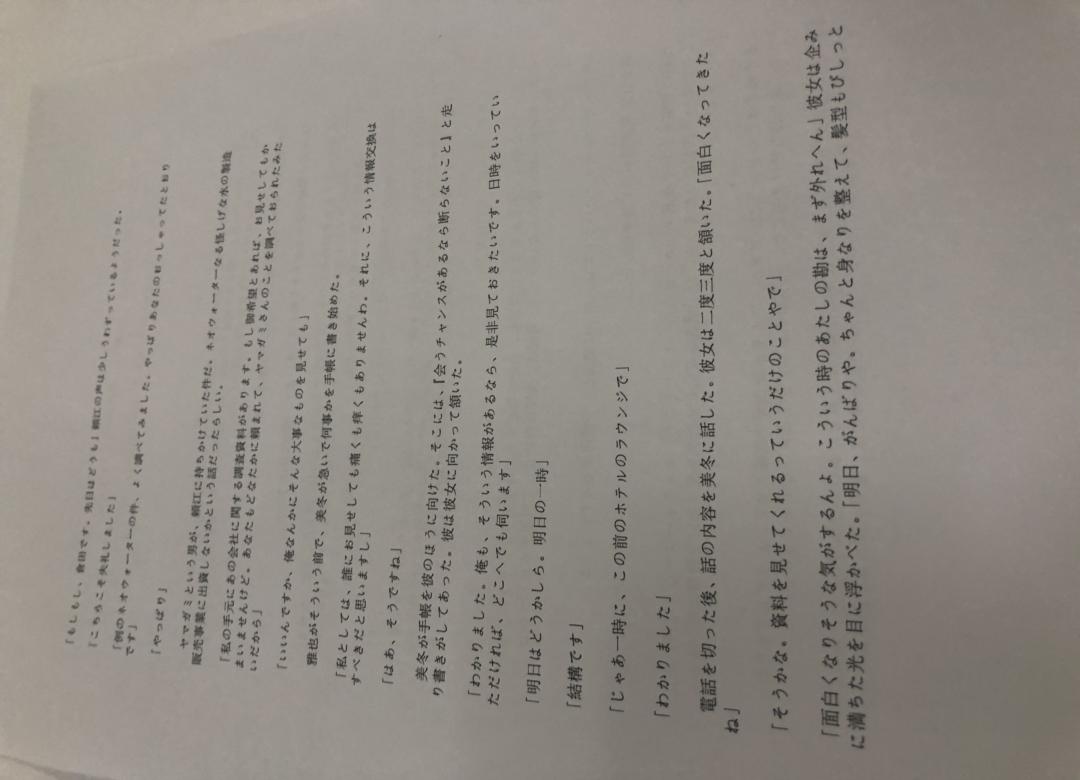 「もしもし、倉田です。先日はどうも」頼江の声は少しうわずっているようだった。
「こちらこそ失礼しました」
「例のネオウォーターの件、よく調べてみました。やっぱりあなたのおっしゃってたとおり
です」
「やっぱり」
ヤマガミという男が、頼江に持ちかけていた件だ。ネオウォーターなる怪しげな水の製造
販売事業に出資しないかという話だったらしい。
「私の手元にあの会社に関する調査資料があります。もし御希望とあれば、お見せしてもか
まいませんけど。あなたもどなたかに頼まれて、ヤマガミさんのことを調べておられたみた
いだから」
「いいんですか、俺なんかにそんな大事なものを見せても」
雅也がそういう前で、美冬が急いで何事かを手帳に書き始めた。
「私としては、誰にお見せしても痛くも痒くもありませんわ。それに、こういう情報交換は
すべきだと思いますし」
「はあ、そうですね」
美冬が手帳を彼のほうに向けた。そこには、『会うチャンスがあるなら断らないこと』と走
り書きがしてあった。彼は彼女に向かって頷いた。
「わかりました。俺も、そういう情報があるなら、是非見ておきたいです。日時をいってい
ただければ、どこへでも伺います」
「明日はどうかしら。明日の一時」
「結構です」
「じゃあ一時に、この前のホテルのラウンジで」
「わかりました」
電話を切った後、話の内容を美冬に話した。彼女は二度三度と頷いた。「面白くなってきた
ね」
「そうかな。資料を見せてくれるっていうだけのことやで」
「面白くなりそうな気がするんよ。こういう時のあたしの勘は、まず外れへん」彼女は企み
に満ちた光を目に浮かべた。「明日、がんばりや。ちゃんと身なりを整えて、髪型もびしっと